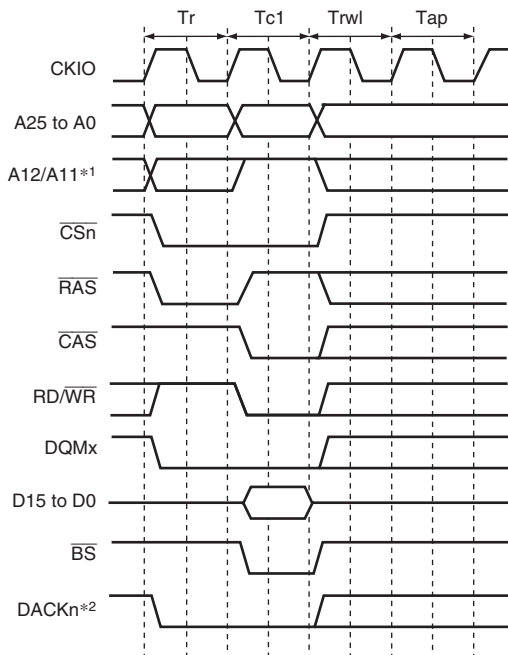 Tr Tc1 Trwl Tap
CKIO
A25 to A0
A12/A11*1
CSn
RAS
CAS
RD/WR
DQMx
D15 to D0
BS
DACKn*2